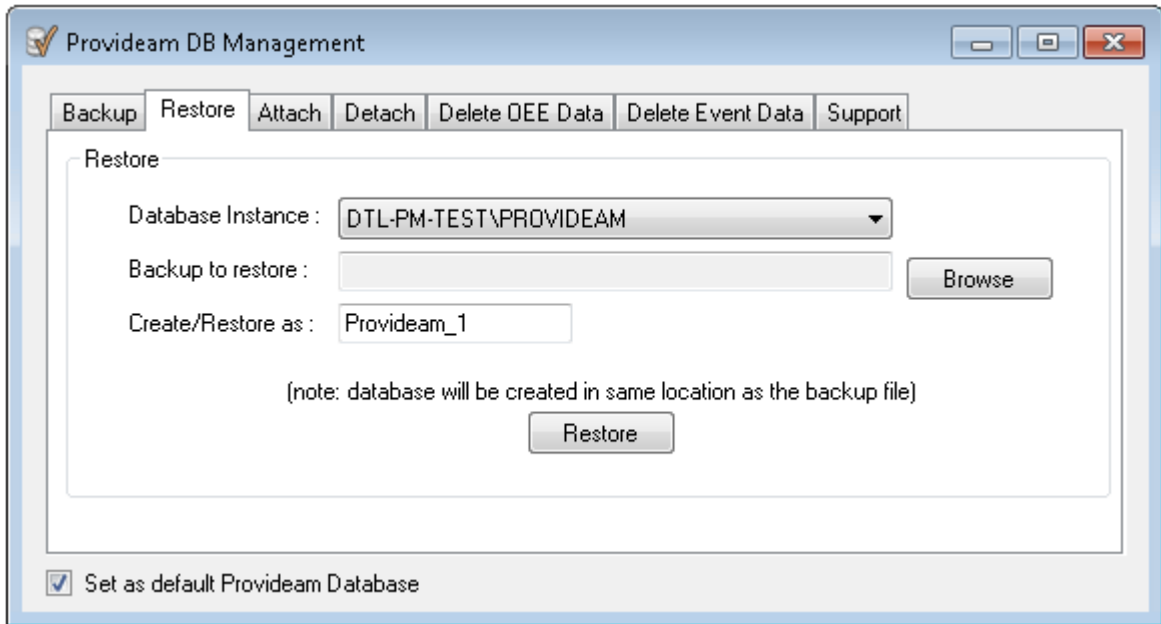 Provideam DB Management
Backup Restore Attach Detach Delete OEE Data Delete Event Data Support
Restore
Database Instance : DTL-PM-TEST\PROVIDEAM
Backup to restore : Browse
Create/Restore as : Provideam_1
(note: database will be created in same location as the backup file)
Restore
Set as default Provideam Database